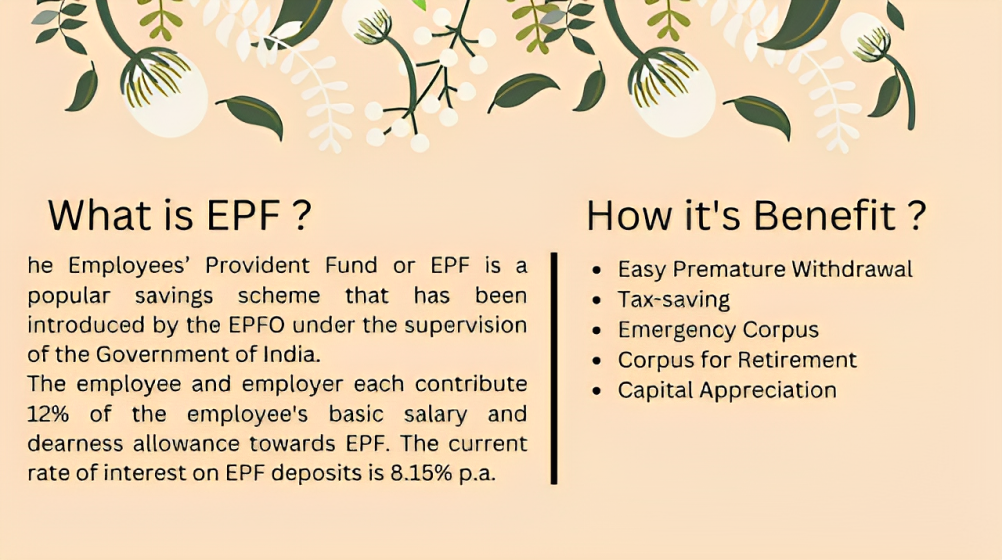 What is EPF ?
he Employees’ Provident Fund or EPF is a
popular savings scheme that has been
introduced by the EPFO under the supervision
of the Government of India.
The employee and employer each contribute
12% of the employee's basic salary and
dearness allowance towards EPF. The current
rate of interest on EPF deposits is 8.15% p.a.
How it's Benefit ?
• Easy Premature Withdrawal
• Tax-saving
• Emergency Corpus
• Corpus for Retirement
• Capital Appreciation